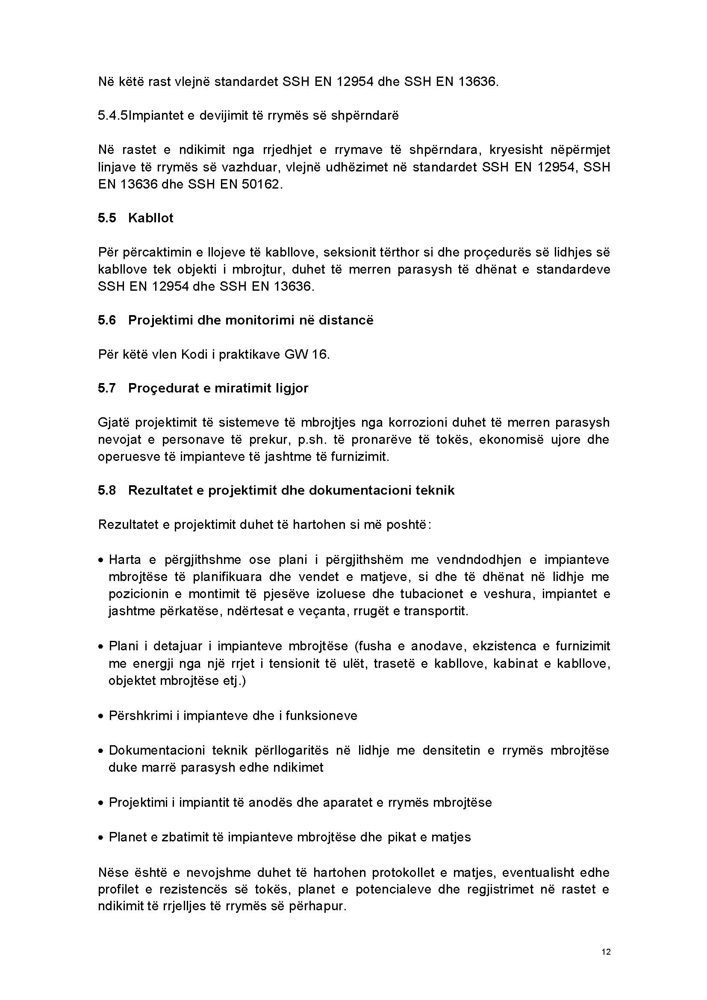 Në këtë rast vlejnë standardet SSH EN 12954 dhe SSH EN 13636.
5.4.5Impiantet e devijimit të rrymës së shpërndarë
Në rastet e ndikimit nga rrjedhjet e rrymave të shpërndara, kryesisht nëpërmjet
linjave të rrymës së vazhduar, vlejnë udhëzimet në standardet SSH EN 12954, SSH
EN 13636 dhe SSH EN 50162.
5.5 Kabllot
Për përcaktimin e llojeve të kabllove, seksionit tërthor si dhe proçedurës së lidhjes së
kabllove tek objekti i mbrojtur, duhet të merren parasysh të dhënat e standardeve
SSH EN 12954 dhe SSH EN 13636.
5.6 Projektimi dhe monitorimi në distancë
Për këtë vlen Kodi i praktikave GW 16.
5.7 Proçedurat e miratimit ligjor
Gjatë projektimit të sistemeve të mbrojtjes nga korrozioni duhet të merren parasysh
nevojat e personave të prekur, p.sh. të pronarëve të tokës, ekonomisë ujore dhe
operuesve të impianteve të jashtme të furnizimit.
5.8 Rezultatet e projektimit dhe dokumentacioni teknik
Rezultatet e projektimit duhet të hartohen si më poshtë:
• Harta e përgjithshme ose plani i përgjithshëm me vendndodhjen e impianteve
mbrojtëse të planifikuara dhe vendet e matjeve, si dhe të dhënat në lidhje me
pozicionin e montimit të pjesëve izoluese dhe tubacionet e veshura, impiantet e
jashtme përkatëse, ndërtesat e veçanta, rrugët e transportit.
• Plani i detajuar i impianteve mbrojtëse (fusha e anodave, ekzistenca e furnizimit
me energji nga një rrjet i tensionit të ulët, trasetë e kabllove, kabinat e kabllove,
objektet mbrojtëse etj.)
• Përshkrimi i impianteve dhe i funksioneve
• Dokumentacioni teknik përllogaritës në lidhje me densitetin e rrymës mbrojtëse
duke marrë parasysh edhe ndikimet
• Projektimi i impiantit të anodës dhe aparatet e rrymës mbrojtëse
• Planet e zbatimit të impianteve mbrojtëse dhe pikat e matjes
Nëse është e nevojshme duhet të hartohen protokollet e matjes, eventualisht edhe
profilet e rezistencës së tokës, planet e potencialeve dhe regjistrimet në rastet e
ndikimit të rrjelljes të rrymës së përhapur.
12